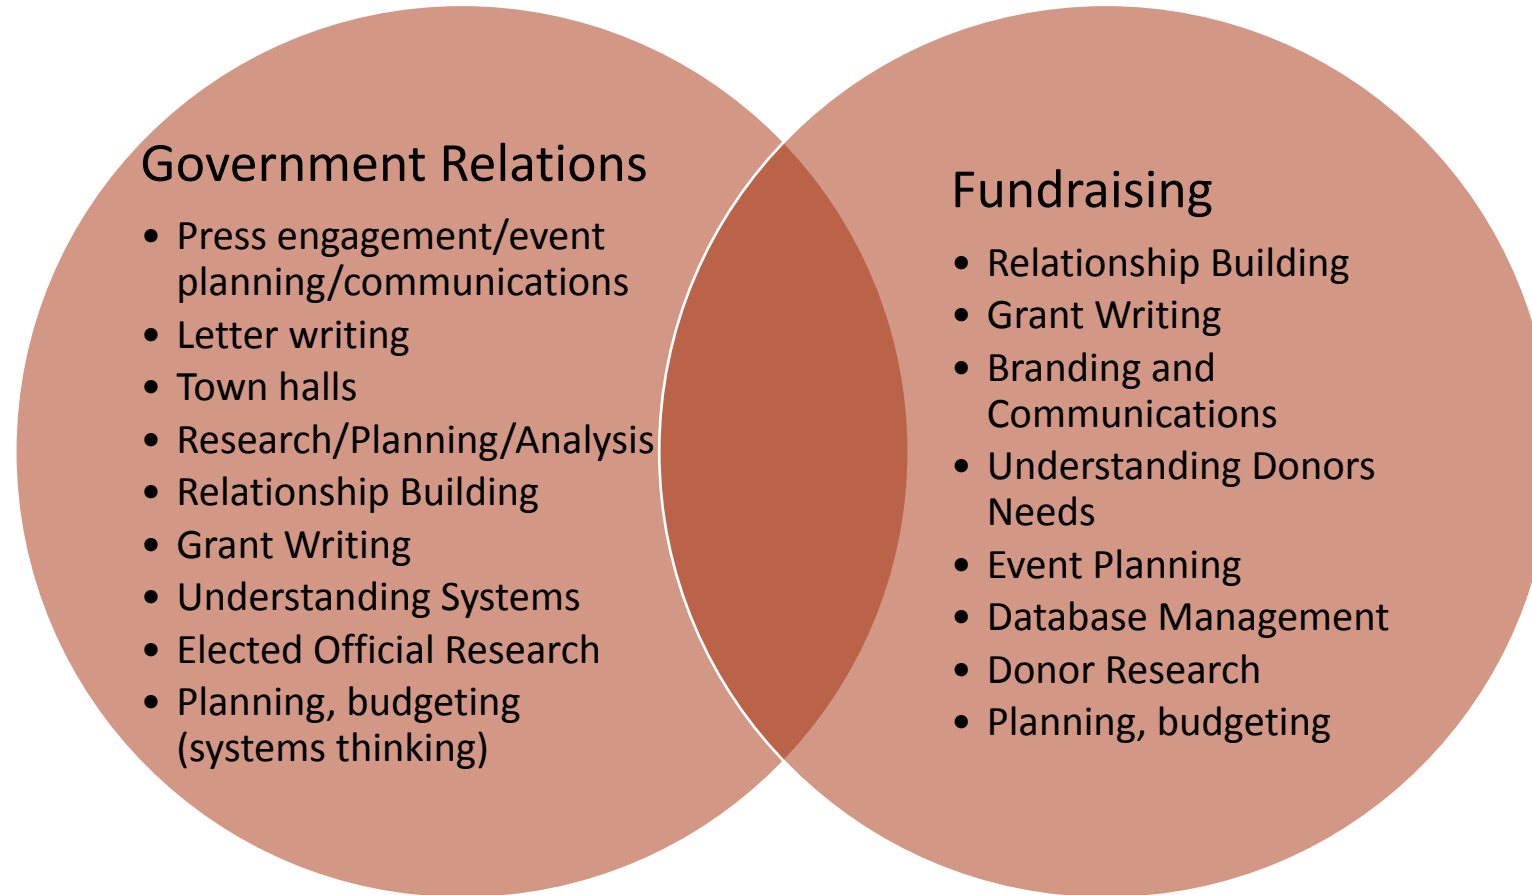 Government Relations
• Press engagement/event
planning/communications
• Letter writing
• Town halls
• Research/Planning/Analysis
• Relationship Building
• Grant Writing
• Understanding Systems
• Elected Official Research
• Planning, budgeting
(systems thinking)
Fundraising
• Relationship Building
• Grant Writing
• Branding and
Communications
• Understanding Donors
Needs
• Event Planning
• Database Management
• Donor Research
• Planning, budgeting